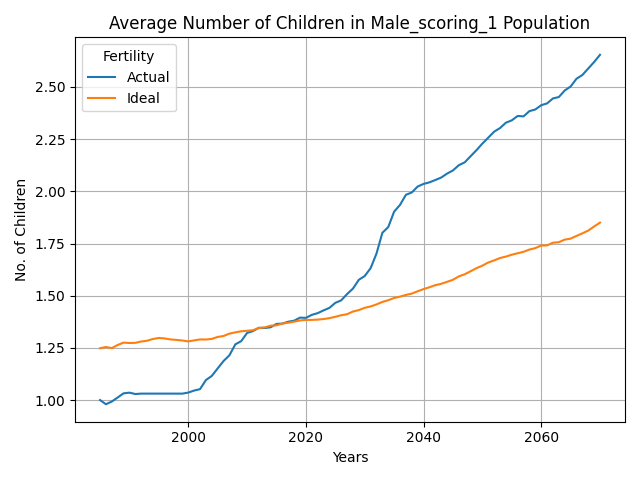 Average Number of Children in Male_scoring_1 Population
Fertility
Actual
Ideal
No. of Children
2.50
2.25
2.00
1.75
1.50
1.25
1.00
2000 2020 2040 2060
Years